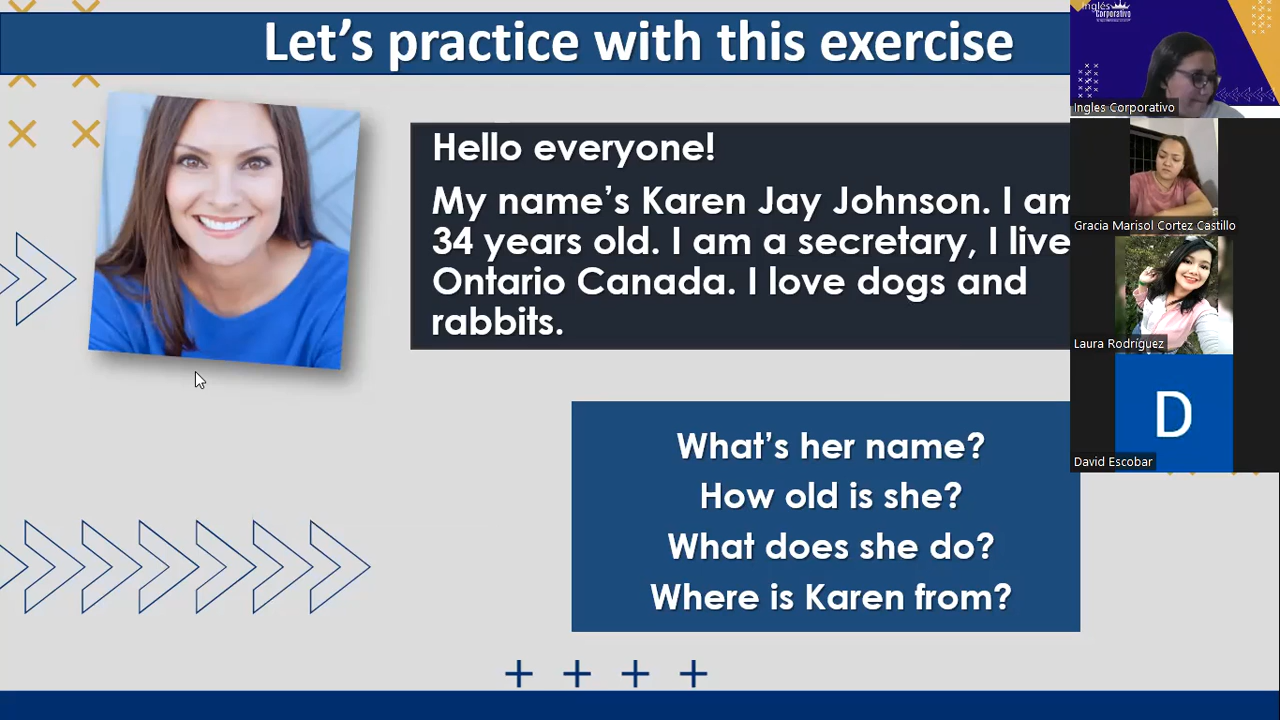 Let's practice with this exercise
Hello everyone!
My name's Karen Jay Johnson. I am
34 years old. I am a secretary, I live
Ontario Canada. I love dogs and
rabbits.
What's her name?
How old is she?
What does she do?
Where is Karen from?
Inglés
corporativo
Ingles Corporativo
Gracia Marisol Cortez Castillo
Laura Rodríguez
D
David Escobar